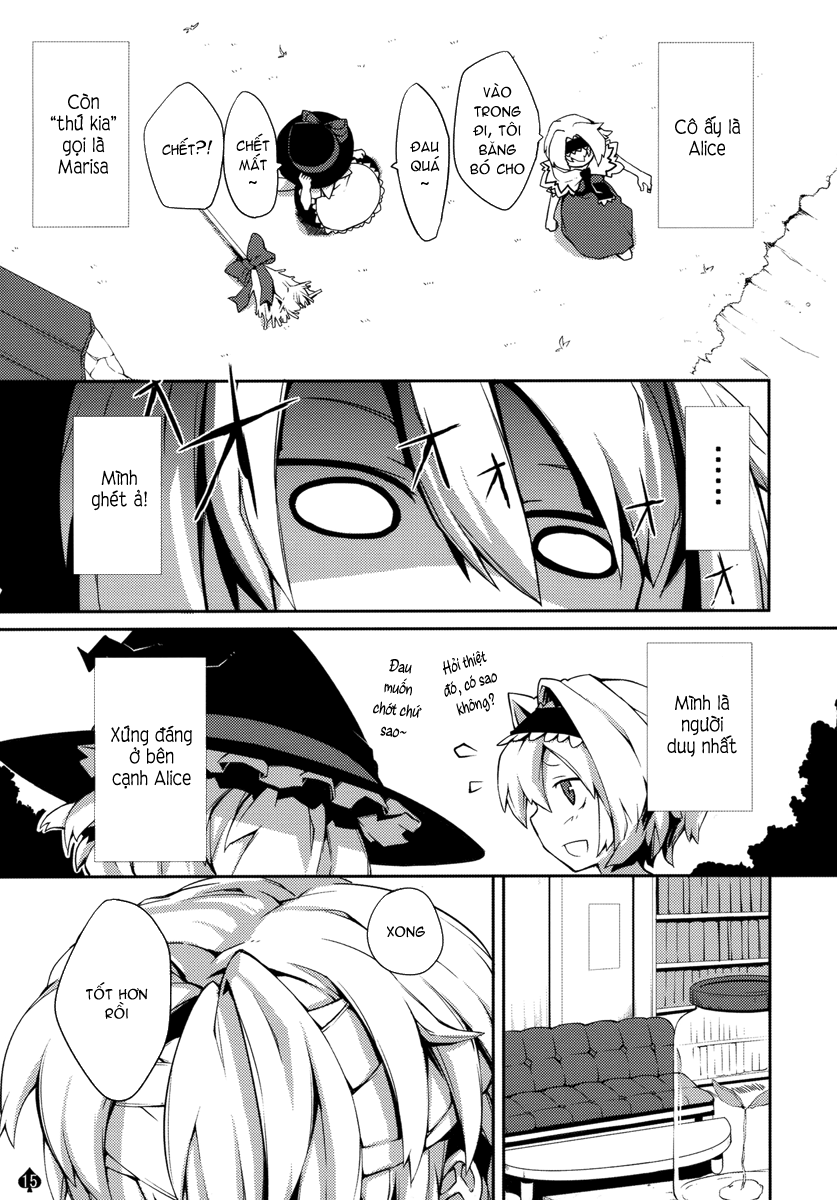 Cô ấy là
Alice
VÀO
TRONG
ĐI, TÔI
BĂNG
BÓ CHO
ĐAU
QUÁ
~
CHẾT
MẤT
~
CHẾT?!
Còn
“thứ kia”
gọi là
Marisa
......
Mình
ghét ả!
Mình là
người
duy nhất
Hỏi thiệt
đó, có sao
không?
Đau
muốn
chớt chứ
sao~
Xứng đáng
ở bên
cạnh Alice
XONG
TỐT HƠN
RỒI
15